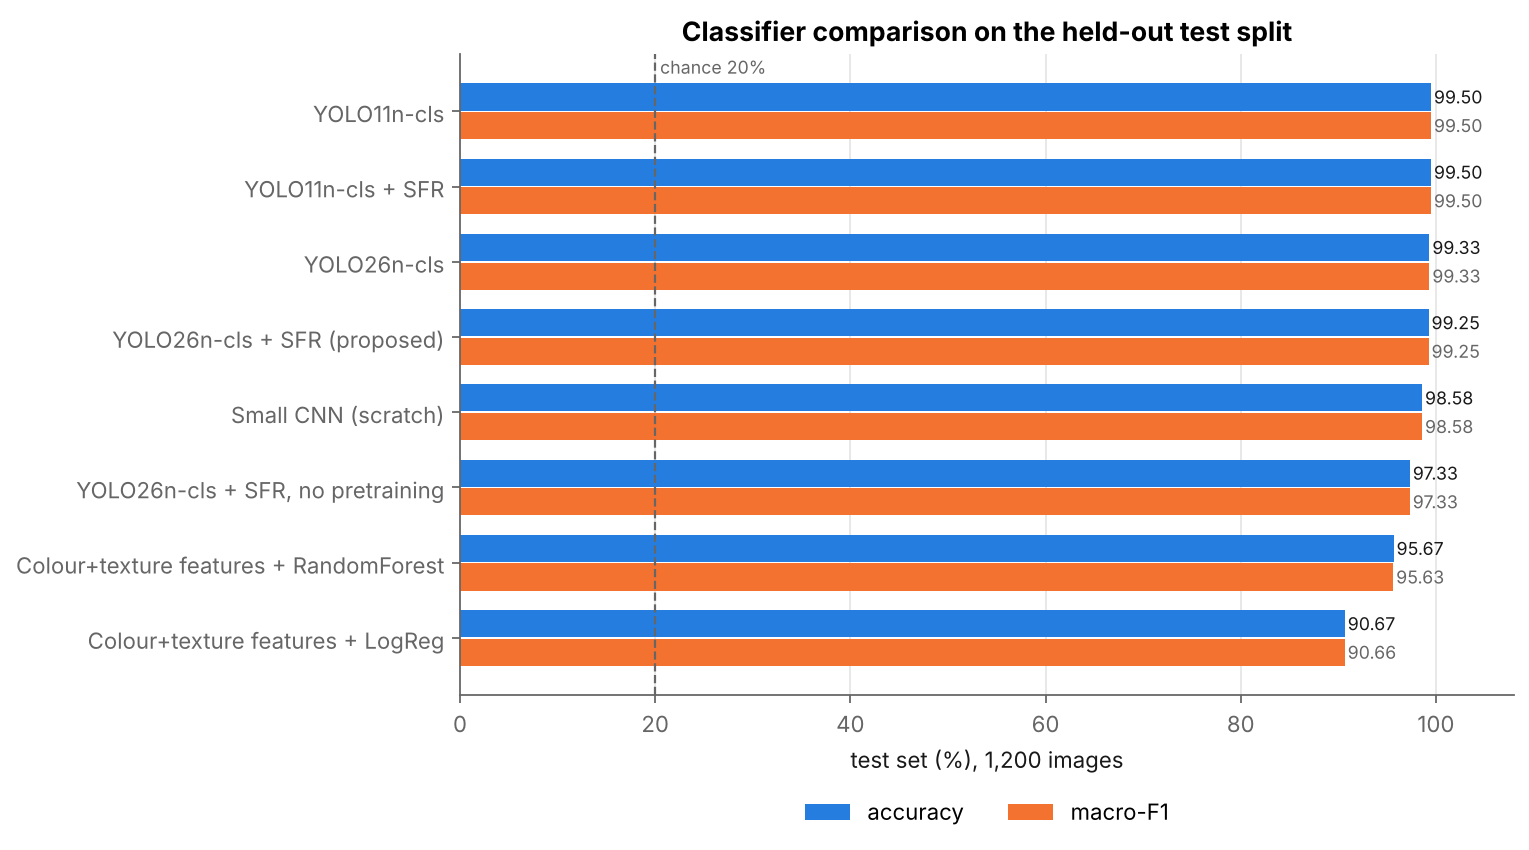 Classifier comparison on the held-out test split
chance 20%
YOLO11n-cls
99.50
99.50
YOLO11n-cls + SFR
99.50
99.50
YOLO26n-cls
99.33
99.33
YOLO26n-cls + SFR (proposed)
99.25
99.25
Small CNN (scratch)
98.58
98.58
YOLO26n-cls + SFR, no pretraining
97.33
97.33
Colour+texture features + RandomForest
95.67
95.63
Colour+texture features + LogReg
90.67
90.66
0 20 40 60 80 100
test set (%), 1,200 images
accuracy macro-F1